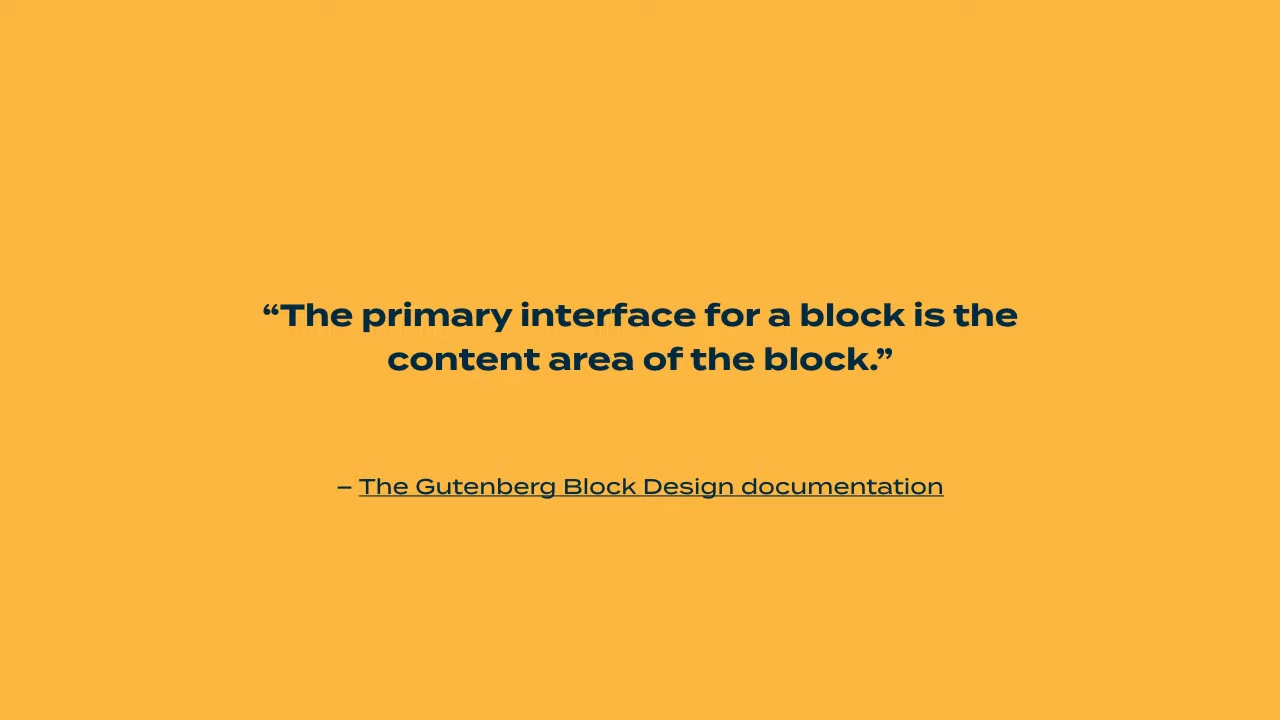 “The primary interface for a block is the
content area of the block.”
– The Gutenberg Block Design documentation